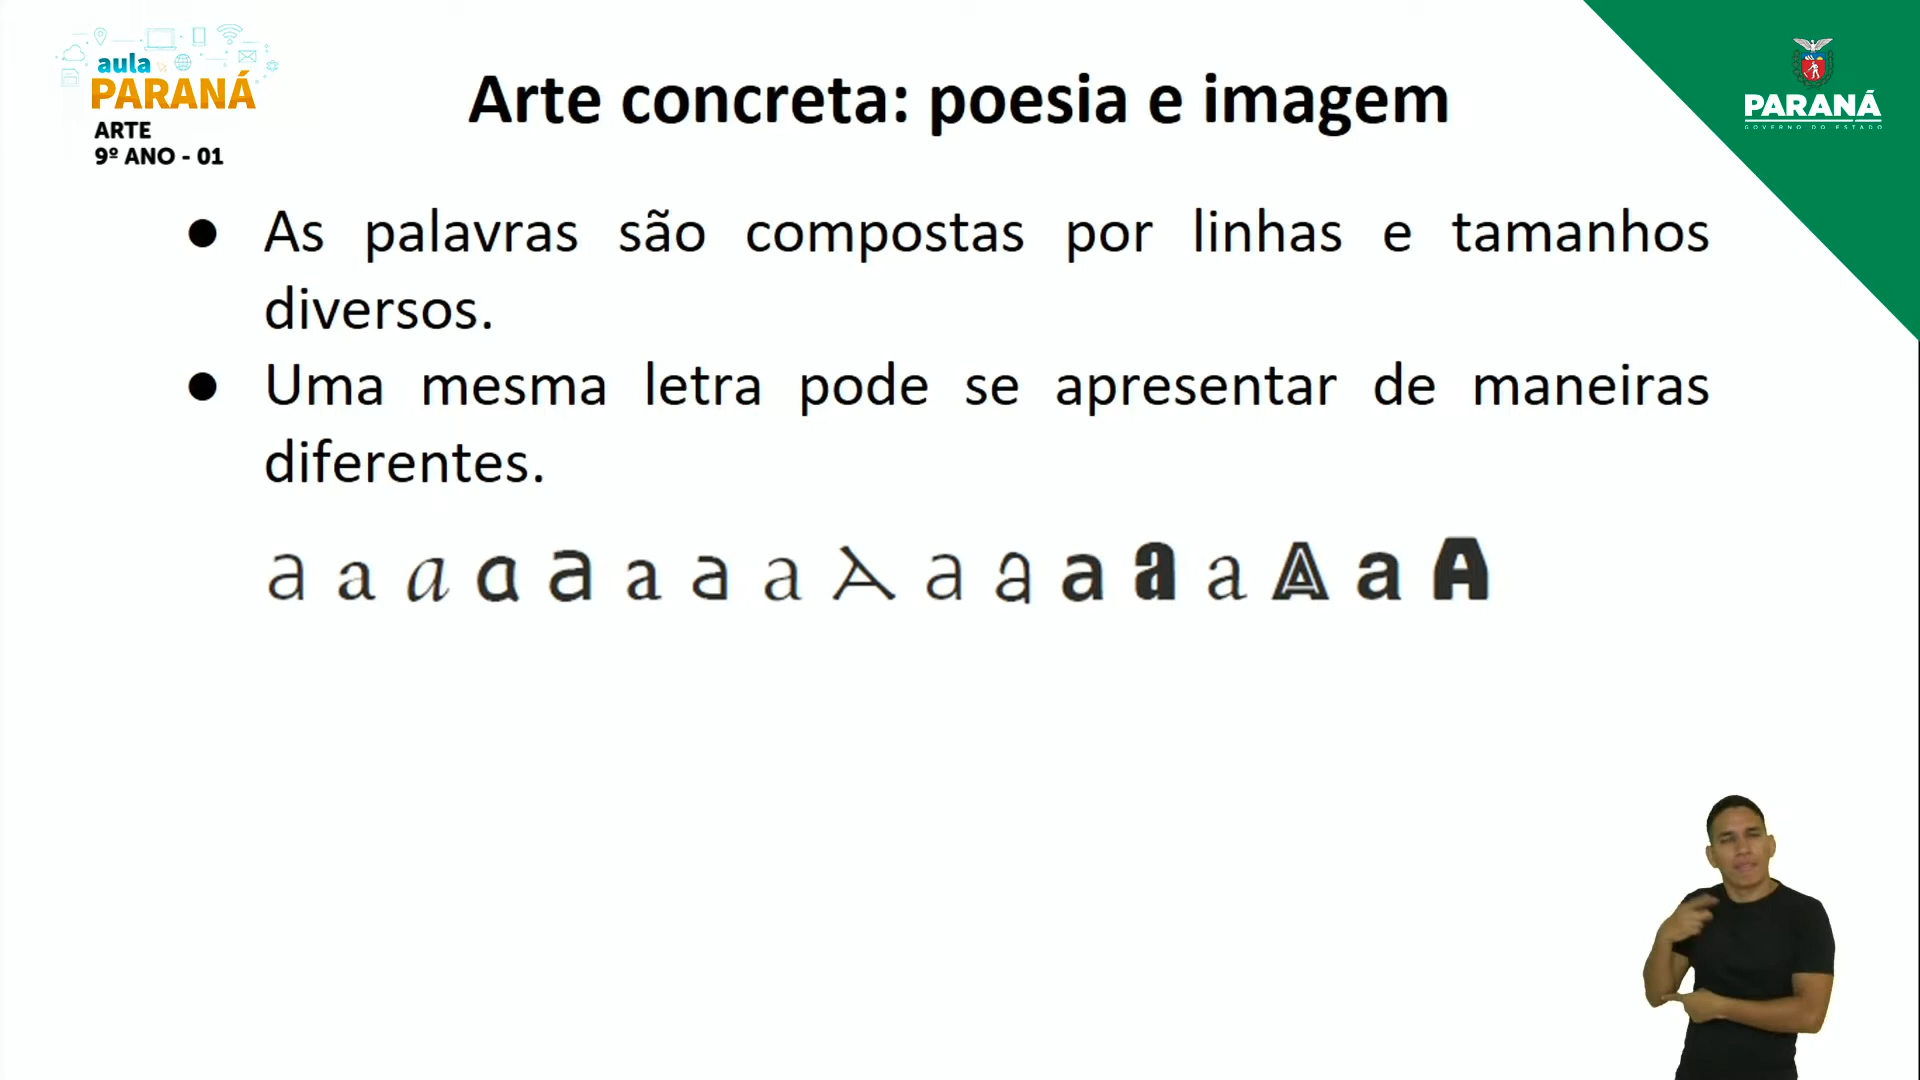 aula
PARANÁ
ARTE
9º ANO - 01
Arte concreta: poesia e imagem
PARANÁ
GOVERNO DO ESTADO
● As palavras são compostas por linhas e tamanhos
diversos.
● Uma mesma letra pode se apresentar de maneiras
diferentes.
a a a a a a a a A a a a a a A a A